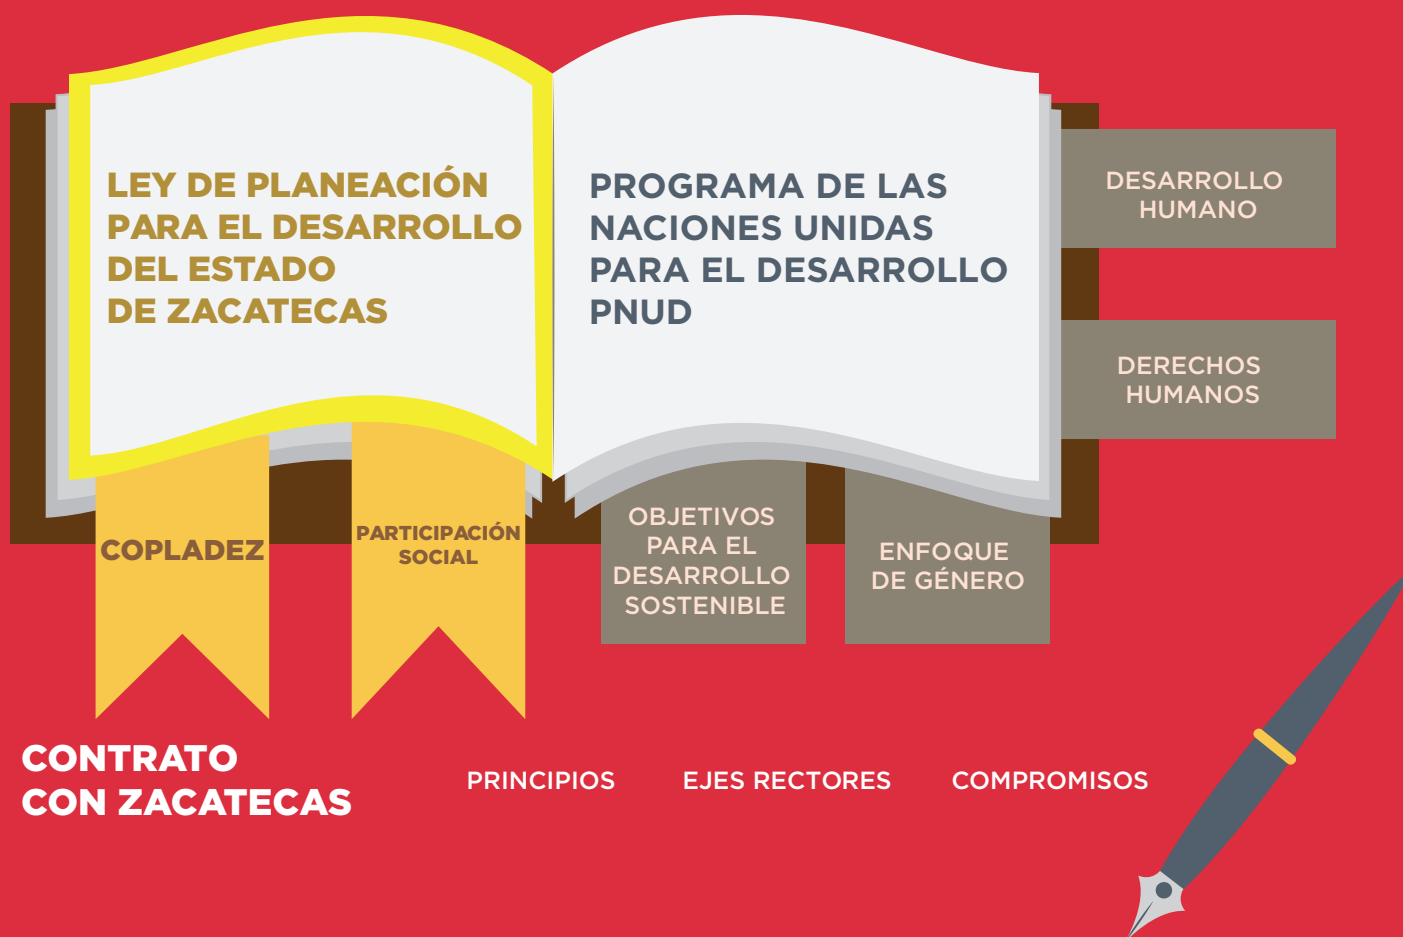 LEY DE PLANEACIÓN
PARA EL DESARROLLO
DEL ESTADO
DE ZACATECAS
PROGRAMA DE LAS
NACIONES UNIDAS
PARA EL DESARROLLO
PNUD
DESARROLLO
HUMANO
DERECHOS
HUMANOS
COPLADEZ
PARTICIPACIÓN
SOCIAL
OBJETIVOS
PARA EL
DESARROLLO
SOSTENIBLE
ENFOQUE
DE GÉNERO
CONTRATO
CON ZACATECAS
PRINCIPIOS
EJES RECTORES
COMPROMISOS